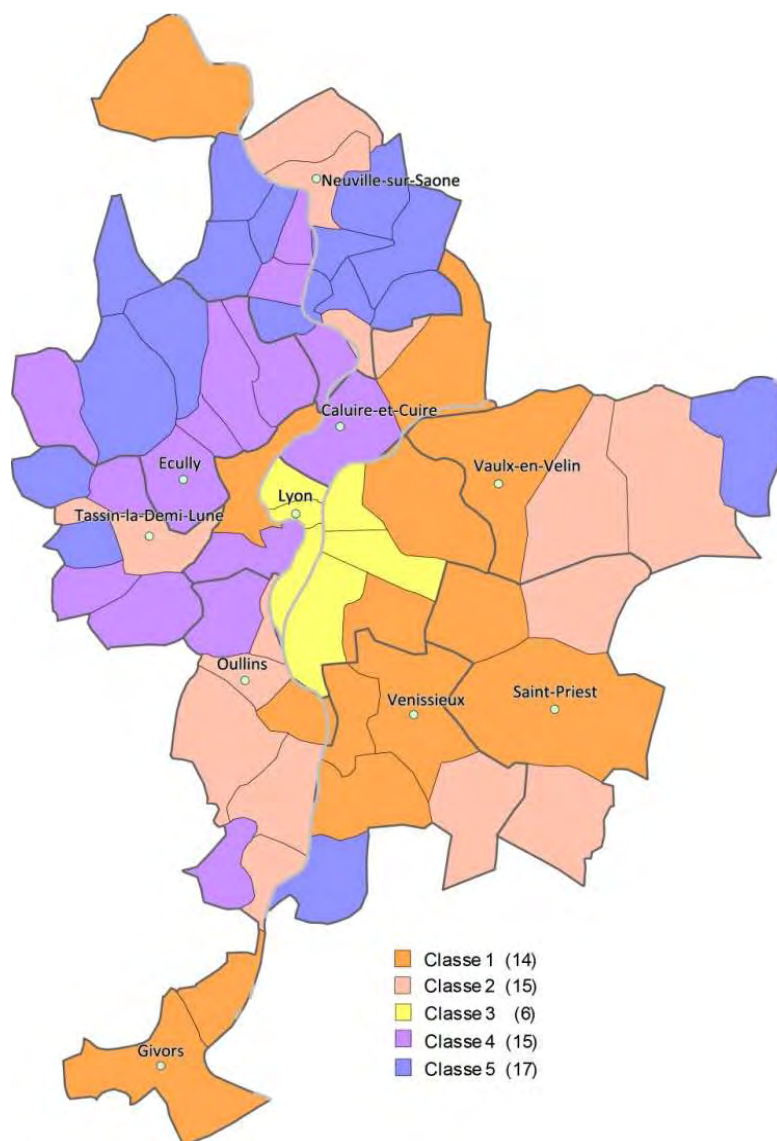 Neuville-sur-Saone
Caluire-et-Cuire
Ecully
Vaulx-en-Velin
Lyon
Tassin-la-Demi-Lune
Oullins
Venissieux
Saint-Priest
Classe 1 (14)
Classe 2 (15)
Classe 3 (6)
Classe 4 (15)
Classe 5 (17)
Givors